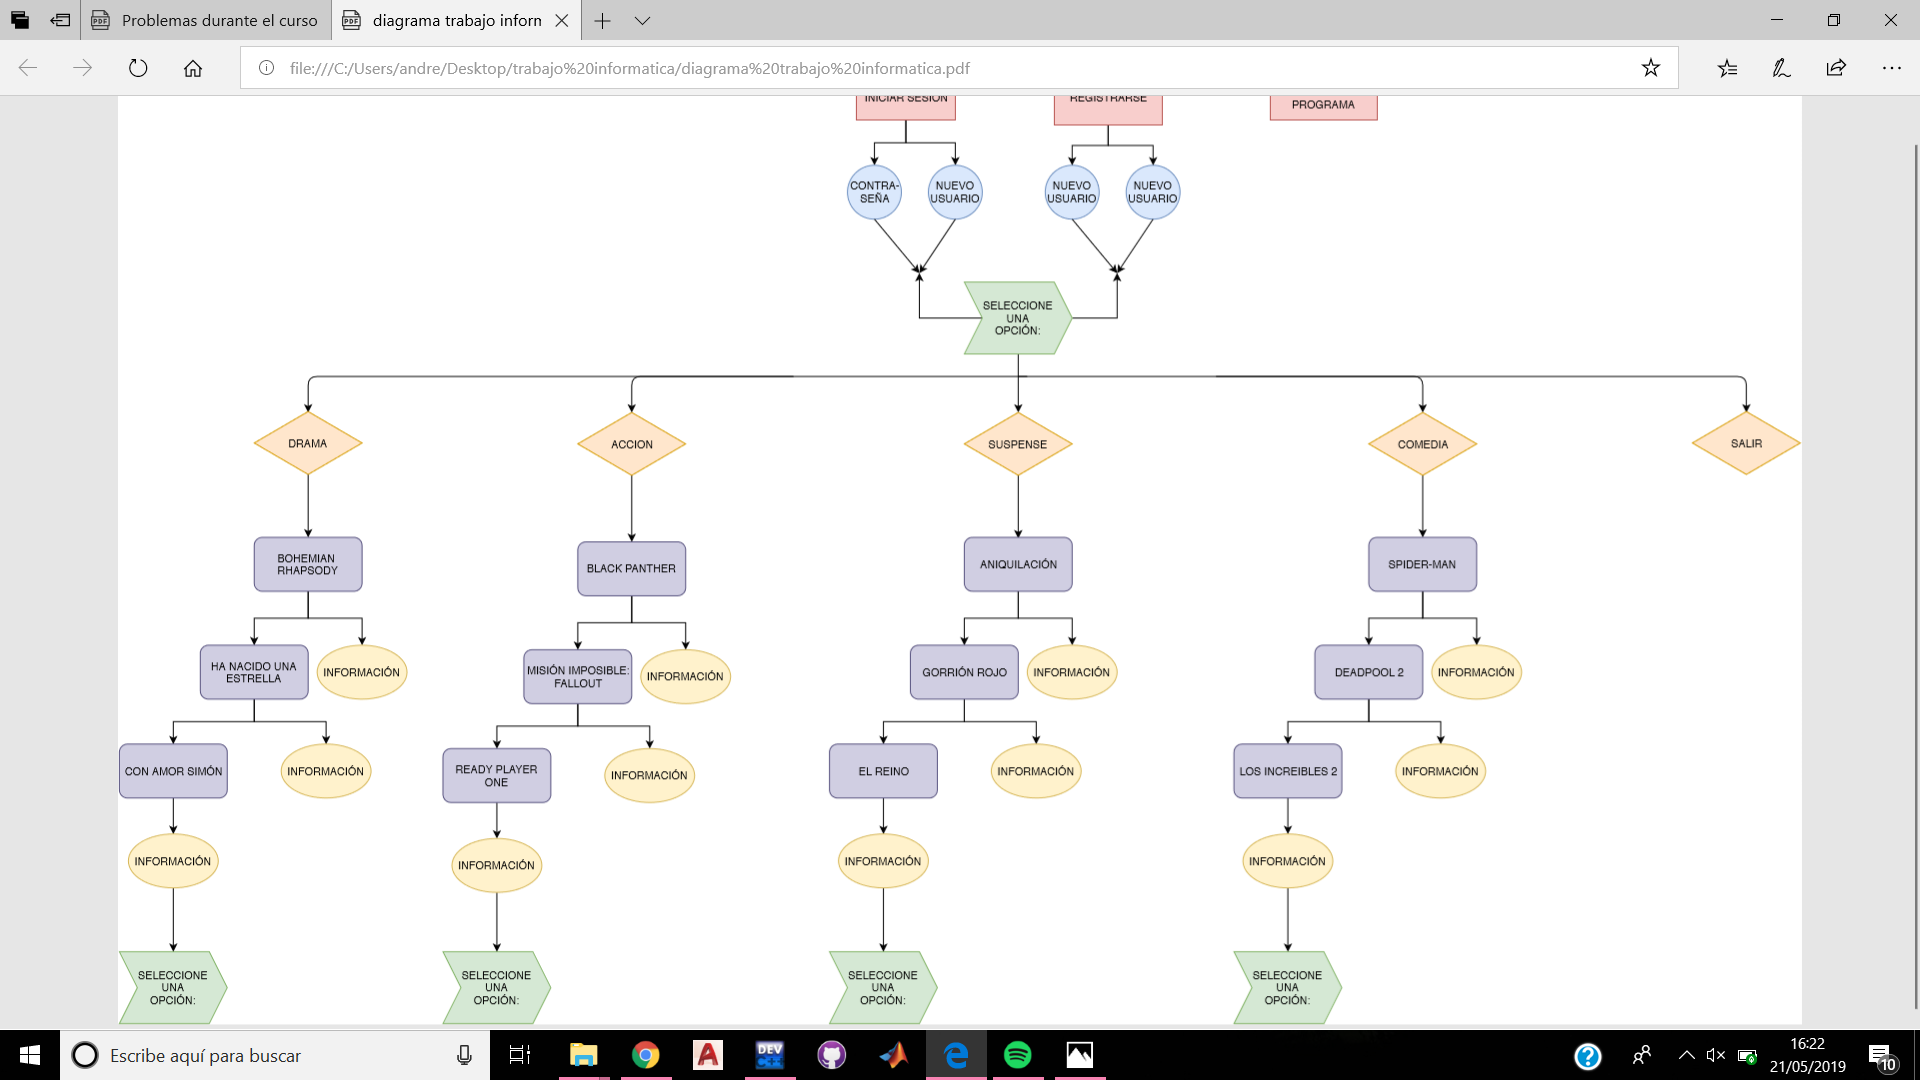 Problemas durante el curso
diagrama trabajo inform
file:///C:/Users/andre/Desktop/trabajo%20informatica/diagrama%20trabajo%20informatica.pdf
INICIAR SESION
REGISTRARSE
PROGRAMA
CONTRA-
SEÑA
NUEVO
USUARIO
NUEVO
USUARIO
NUEVO
USUARIO
SELECCIONE
UNA
OPCIÓN:
DRAMA
ACCION
SUSPENSE
COMEDIA
SALIR
BOHEMIAN
RHAPSODY
BLACK PANTHER
ANIQUILACIÓN
SPIDER-MAN
HA NACIDO UNA
ESTRELLA
INFORMACIÓN
MISIÓN IMPOSIBLE:
FALLOUT
INFORMACIÓN
GORRIÓN ROJO
INFORMACIÓN
DEADPOOL 2
INFORMACIÓN
CON AMOR SIMÓN
INFORMACIÓN
READY PLAYER
ONE
INFORMACIÓN
EL REINO
INFORMACIÓN
LOS INCREIBLES 2
INFORMACIÓN
INFORMACIÓN
INFORMACIÓN
INFORMACIÓN
INFORMACIÓN
SELECCIONE
UNA
OPCIÓN:
SELECCIONE
UNA
OPCIÓN:
SELECCIONE
UNA
OPCIÓN:
SELECCIONE
UNA
OPCIÓN:
Escribe aquí para buscar
DEV
C++
16:22
21/05/2019
10